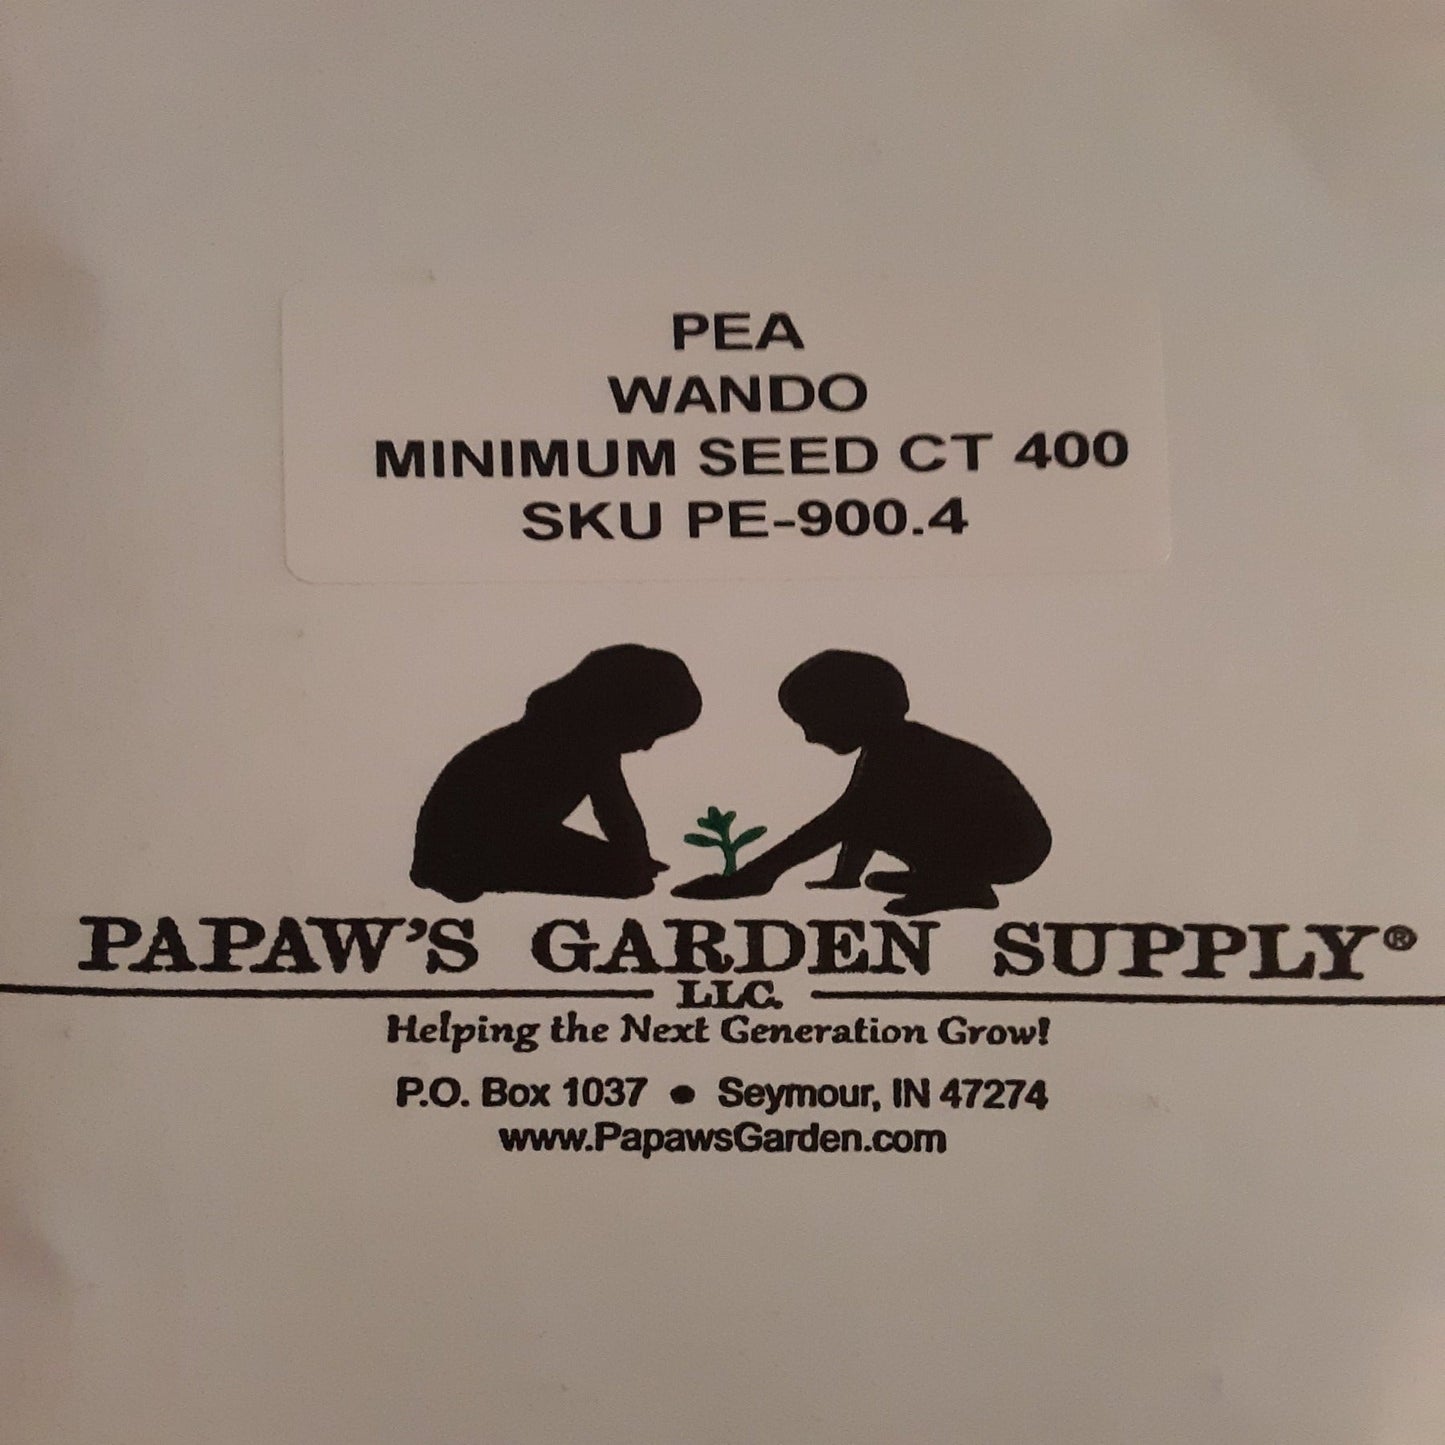 PEA
WANDO
MINIMUM SEED CT 400
SKU PE-900.4
PAPAW'S GARDEN SUPPLY®
LLC.
Helping the Next Generation Grow!
P.O. Box 1037 • Seymour, IN 47274
www.PapawsGarden.com